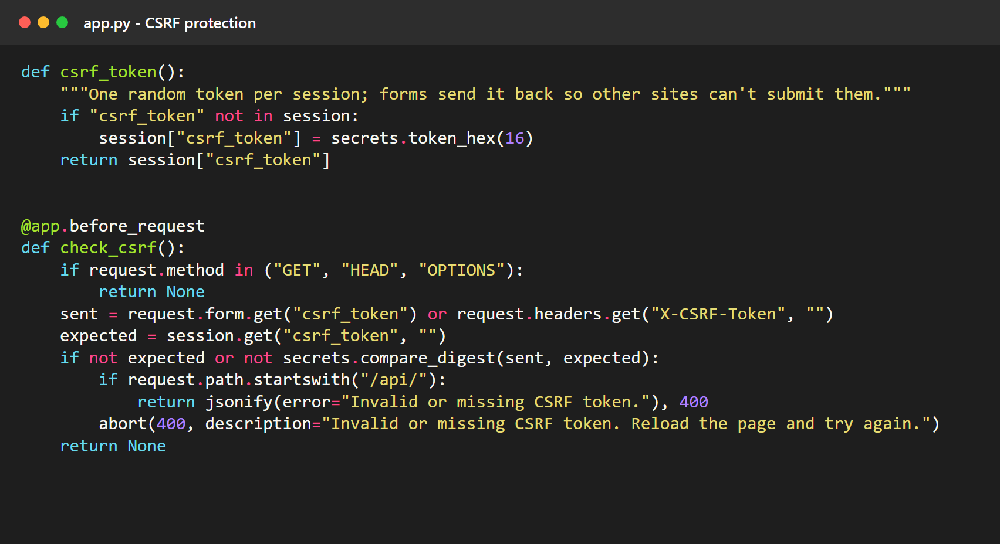 app.py - CSRF protection
def csrf_token():
    """One random token per session; forms send it back so other sites can't submit them."""
    if "csrf_token" not in session:
        session["csrf_token"] = secrets.token_hex(16)
    return session["csrf_token"]
@app.before_request
def check_csrf():
    if request.method in ("GET", "HEAD", "OPTIONS"):
        return None
    sent = request.form.get("csrf_token") or request.headers.get("X-CSRF-Token", "")
    expected = session.get("csrf_token", "")
    if not expected or not secrets.compare_digest(sent, expected):
        if request.path.startswith("/api/"):
            return jsonify(error="Invalid or missing CSRF token."), 400
        abort(400, description="Invalid or missing CSRF token. Reload the page and try again.")
    return None